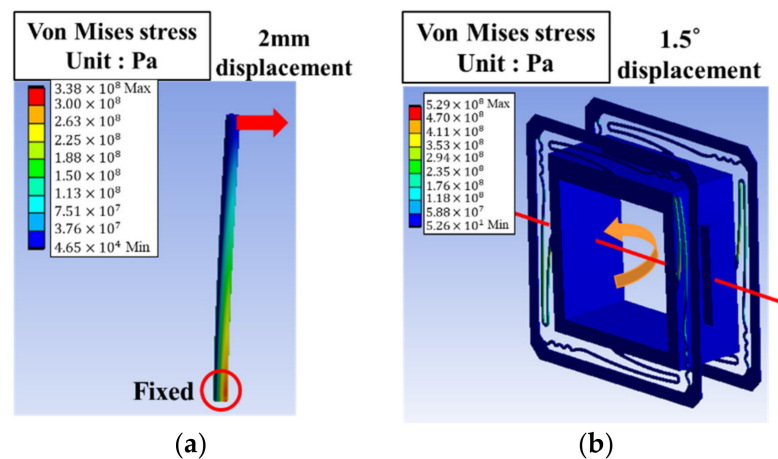 Von Mises stress
Unit : Pa
2mm
displacement
3.38 × 10⁸ Max
3.00 × 10⁸
2.63 × 10⁸
2.25 × 10⁸
1.88 × 10⁸
1.50 × 10⁸
1.13 × 10⁸
7.51 × 10⁷
3.76 × 10⁷
4.65 × 10⁴ Min
Fixed
(a)
Von Mises stress
Unit : Pa
1.5°
displacement
5.29 × 10⁸ Max
4.70 × 10⁸
4.11 × 10⁸
3.53 × 10⁸
2.94 × 10⁸
2.35 × 10⁸
1.76 × 10⁸
1.18 × 10⁸
5.88 × 10⁷
5.26 × 10¹ Min
(b)